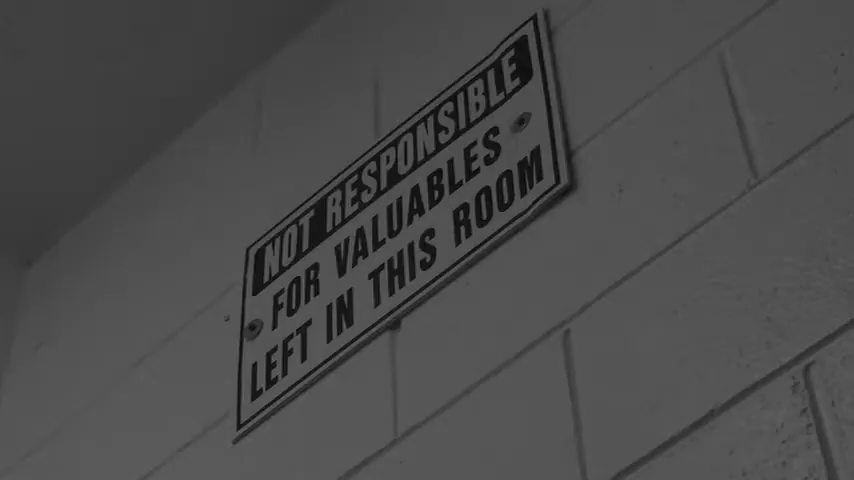 NOT RESPONSIBLE
FOR VALUABLES
LEFT IN THIS ROOM